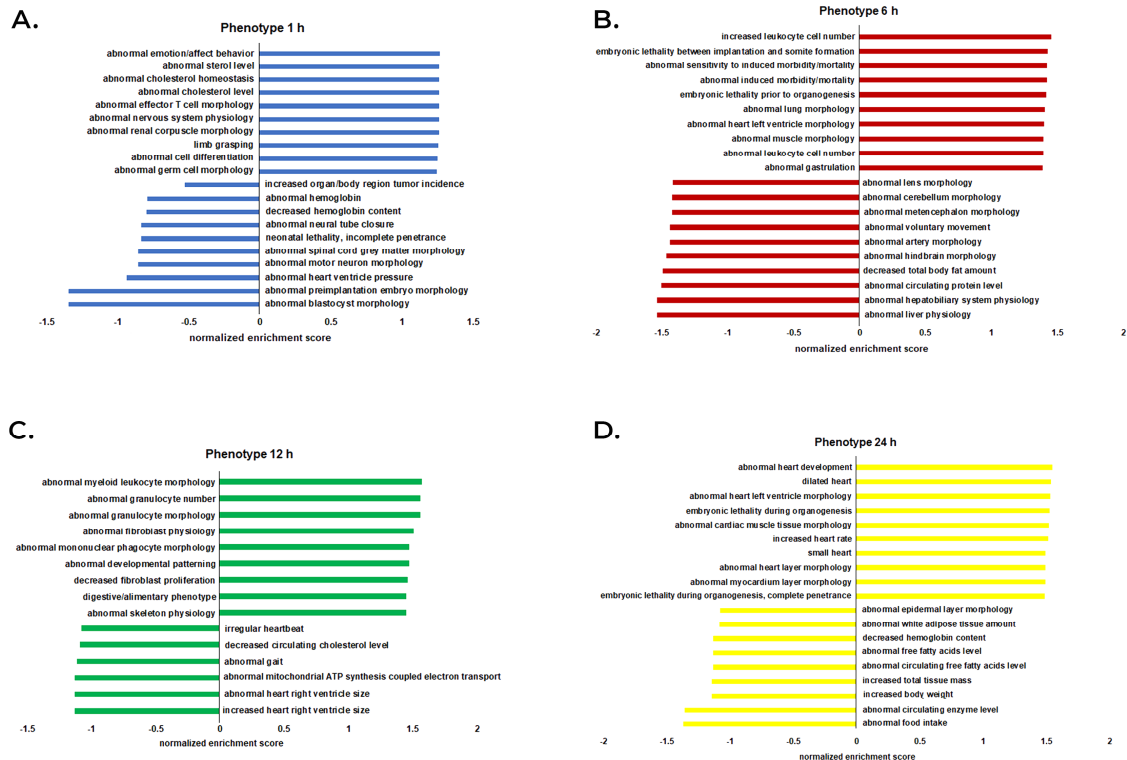 A.
Phenotype 1 h
abnormal emotion/affect behavior
abnormal sterol level
abnormal cholesterol homeostasis
abnormal cholesterol level
abnormal effector T cell morphology
abnormal nervous system physiology
abnormal renal corpuscle morphology
limb grasping
abnormal cell differentiation
abnormal germ cell morphology
increased organ/body region tumor incidence
abnormal hemoglobin
decreased hemoglobin content
abnormal neural tube closure
neonatal lethality, incomplete penetrance
abnormal spinal cord grey matter morphology
abnormal motor neuron morphology
abnormal heart ventricle pressure
abnormal preimplantation embryo morphology
abnormal blastocyst morphology
-1.5 -1 -0.5 0 0.5 1 1.5
normalized enrichment score
B.
Phenotype 6 h
increased leukocyte cell number
embryonic lethality between implantation and somite formation
abnormal sensitivity to induced morbidity/mortality
abnormal induced morbidity/mortality
embryonic lethality prior to organogenesis
abnormal lung morphology
abnormal heart left ventricle morphology
abnormal muscle morphology
abnormal leukocyte cell number
abnormal gastrulation
abnormal lens morphology
abnormal cerebellum morphology
abnormal metencephalon morphology
abnormal voluntary movement
abnormal artery morphology
abnormal hindbrain morphology
decreased total body fat amount
abnormal circulating protein level
abnormal hepatobiliary system physiology
abnormal liver physiology
-2 -1.5 -1 -0.5 0 0.5 1 1.5 2
normalized enrichment score
C.
Phenotype 12 h
abnormal myeloid leukocyte morphology
abnormal granulocyte number
abnormal granulocyte morphology
abnormal fibroblast physiology
abnormal mononuclear phagocyte morphology
abnormal developmental patterning
decreased fibroblast proliferation
digestive/alimentary phenotype
abnormal skeleton physiology
irregular heartbeat
decreased circulating cholesterol level
abnormal gait
abnormal mitochondrial ATP synthesis coupled electron transport
abnormal heart right ventricle size
increased heart right ventricle size
-1.5 -1 -0.5 0 0.5 1 1.5 2
normalized enrichment score
D.
Phenotype 24 h
abnormal heart development
dilated heart
abnormal heart left ventricle morphology
embryonic lethality during organogenesis
abnormal cardiac muscle tissue morphology
increased heart rate
small heart
abnormal heart layer morphology
abnormal myocardium layer morphology
embryonic lethality during organogenesis, complete penetrance
abnormal epidermal layer morphology
abnormal white adipose tissue amount
decreased hemoglobin content
abnormal free fatty acids level
abnormal circulating free fatty acids level
increased total tissue mass
increased body weight
abnormal circulating enzyme level
abnormal food intake
-2 -1.5 -1 -0.5 0 0.5 1 1.5 2
normalized enrichment score